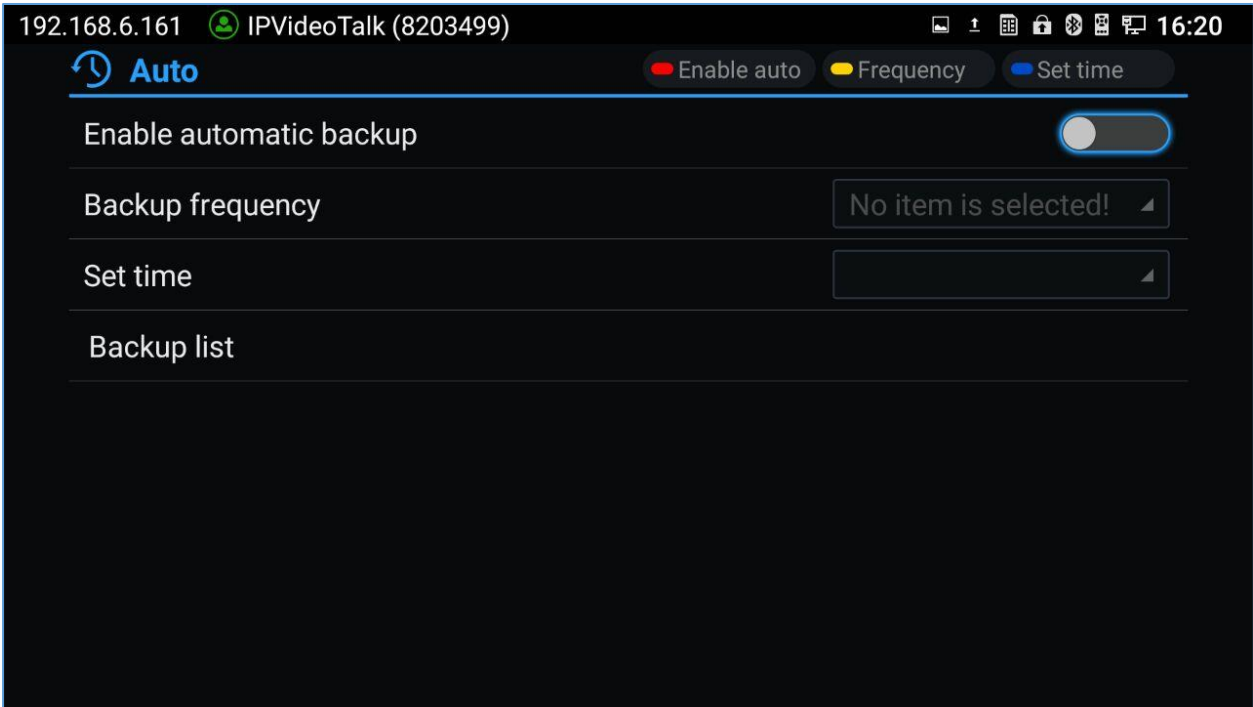 192.168.6.161 IPVideoTalk (8203499) 16:20
Auto Enable auto Frequency Set time
Enable automatic backup
Backup frequency No item is selected!
Set time
Backup list